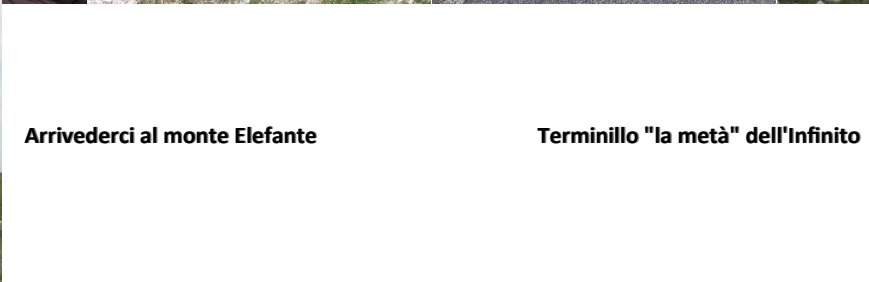 Arrivederci al monte Elefante
Terminillo "la metà" dell'Infinito